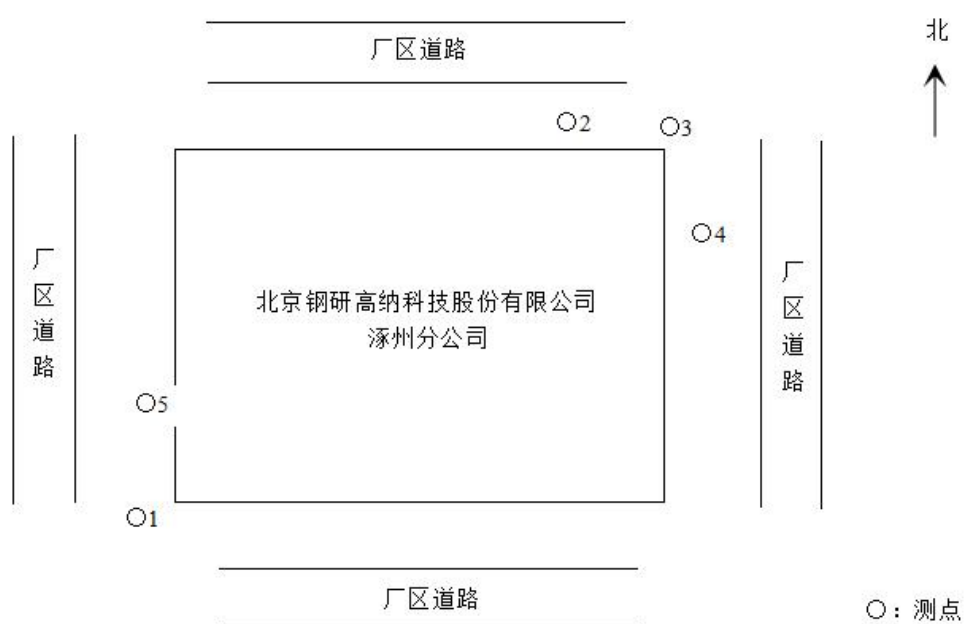 厂区道路
北
○2
○3
○4
厂区道路
北京钢研高纳科技股份有限公司
涿州分公司
厂区道路
○5
○1
厂区道路
○：测点